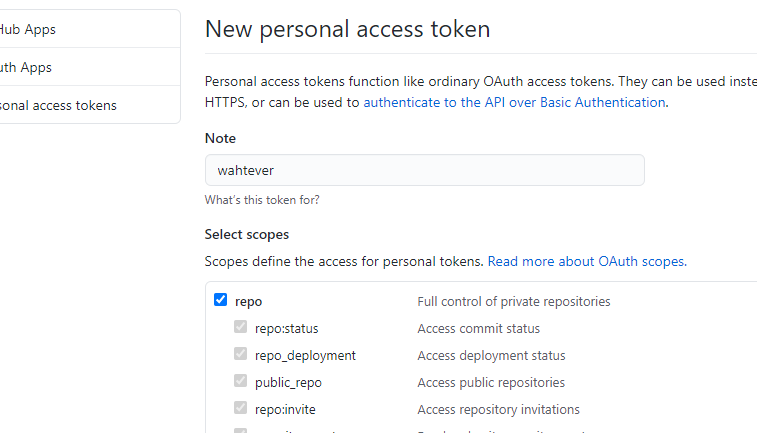 Hub Apps
uth Apps
sonal access tokens
New personal access token
Personal access tokens function like ordinary OAuth access tokens. They can be used inste
HTTPS, or can be used to authenticate to the API over Basic Authentication.
Note
wahtever
What's this token for?
Select scopes
Scopes define the access for personal tokens. Read more about OAuth scopes.
repo Full control of private repositories
repo:status Access commit status
repo_deployment Access deployment status
public_repo Access public repositories
repo:invite Access repository invitations